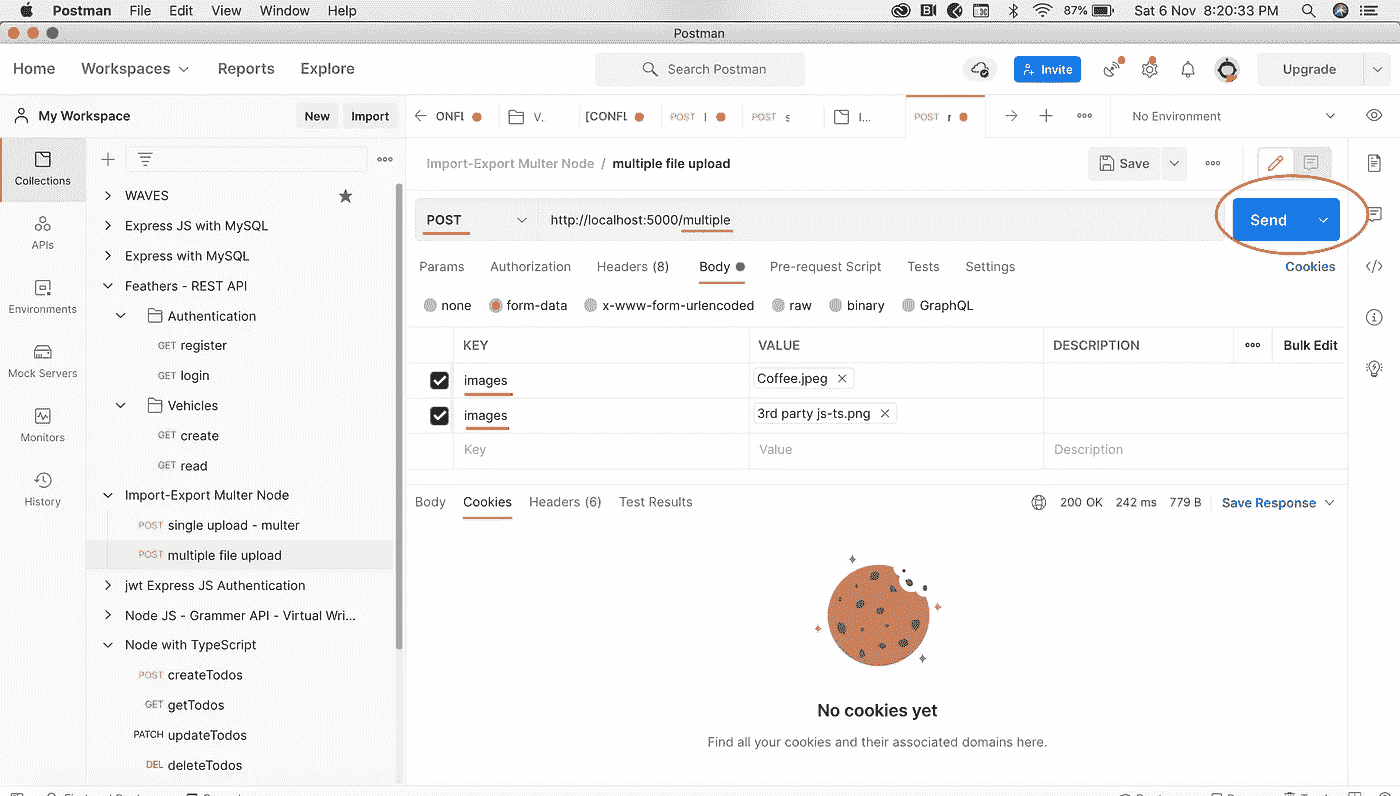 Postman File Edit View Window Help 87% Sat 6 Nov 8:20:33 PM
Postman
Home Workspaces Reports Explore Search Postman Invite Upgrade
My Workspace New Import ONFL V. [CONFL POST I POST s I... POST r No Environment
Collections
APIs
Environments
Mock Servers
Monitors
History
WAVES
Express JS with MySQL
Express with MySQL
Feathers - REST API
Authentication
GET register
GET login
Vehicles
GET create
GET read
Import-Export Multer Node
POST single upload - multer
POST multiple file upload
jwt Express JS Authentication
Node JS - Grammer API - Virtual Wri...
Node with TypeScript
POST createTodos
GET getTodos
PATCH updateTodos
DEL deleteTodos
Import-Export Multer Node / multiple file upload Save
POST http://localhost:5000/multiple Send
Params Authorization Headers (8) Body Pre-request Script Tests Settings Cookies
none form-data x-www-form-urlencoded raw binary GraphQL
KEY VALUE DESCRIPTION Bulk Edit
images Coffee.jpeg
images 3rd party js-ts.png
Key Value Description
Body Cookies Headers (6) Test Results 200 OK 242 ms 779 B Save Response
No cookies yet
Find all your cookies and their associated domains here.